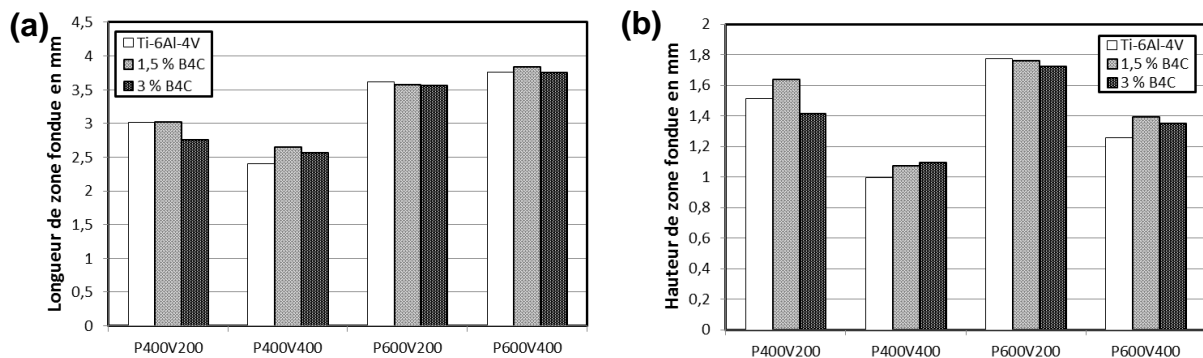 (a)
Longueur de zone fondue en mm
4,5
4
3,5
3
2,5
2
1,5
1
0,5
0
Ti-6Al-4V
1,5 % B4C
3 % B4C
P400V200
P400V400
P600V200
P600V400
(b)
Hauteur de zone fondue en mm
2
1,8
1,6
1,4
1,2
1
0,8
0,6
0,4
0,2
0
Ti-6Al-4V
1,5 % B4C
3 % B4C
P400V200
P400V400
P600V200
P600V400